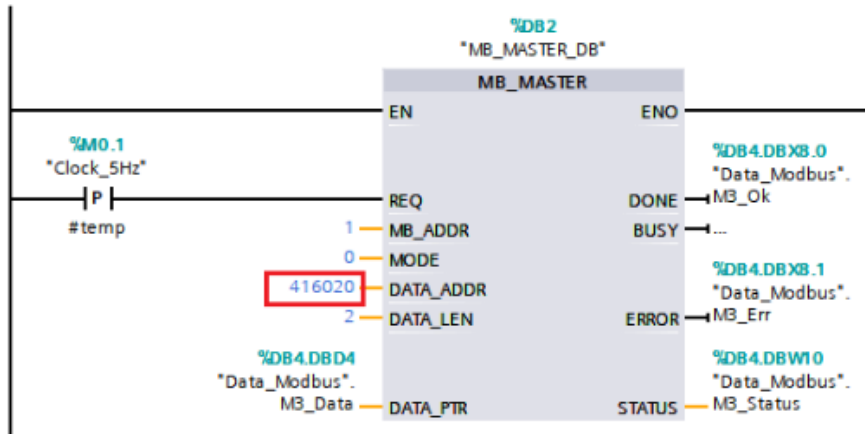 %DB2
"MB_MASTER_DB"
MB_MASTER
EN ENO
%M0.1
"Clock_5Hz"
P
#temp
REQ
%DB4.DBX8.0
"Data_Modbus".
DONE M3_Ok
1 MB_ADDR
BUSY ...
0 MODE
416020 DATA_ADDR
2 DATA_LEN
%DB4.DBX8.1
"Data_Modbus".
ERROR M3_Err
%DB4.DBD4
"Data_Modbus".
M3_Data DATA_PTR
%DB4.DBW10
"Data_Modbus".
STATUS M3_Status